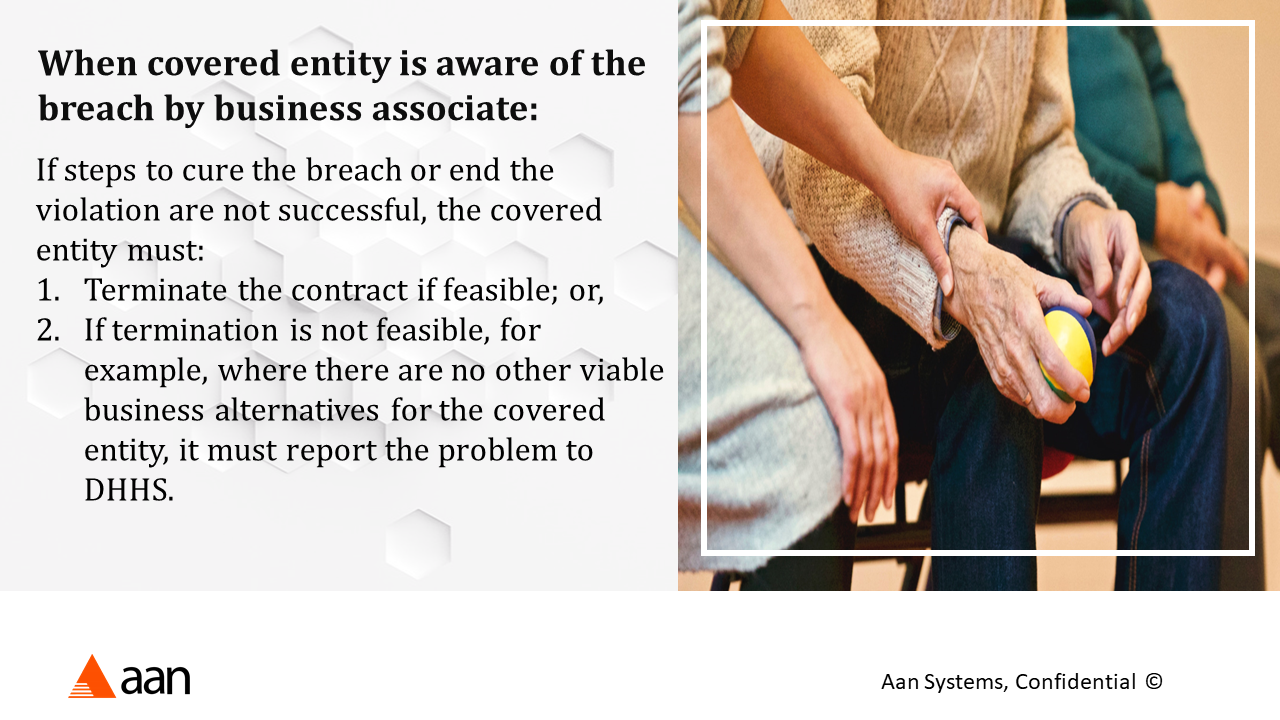 When covered entity is aware of the
breach by business associate:
If steps to cure the breach or end the
violation are not successful, the covered
entity must:
1. Terminate the contract if feasible; or,
2. If termination is not feasible, for
example, where there are no other viable
business alternatives for the covered
entity, it must report the problem to
DHHS.
aan
Aan Systems, Confidential ©